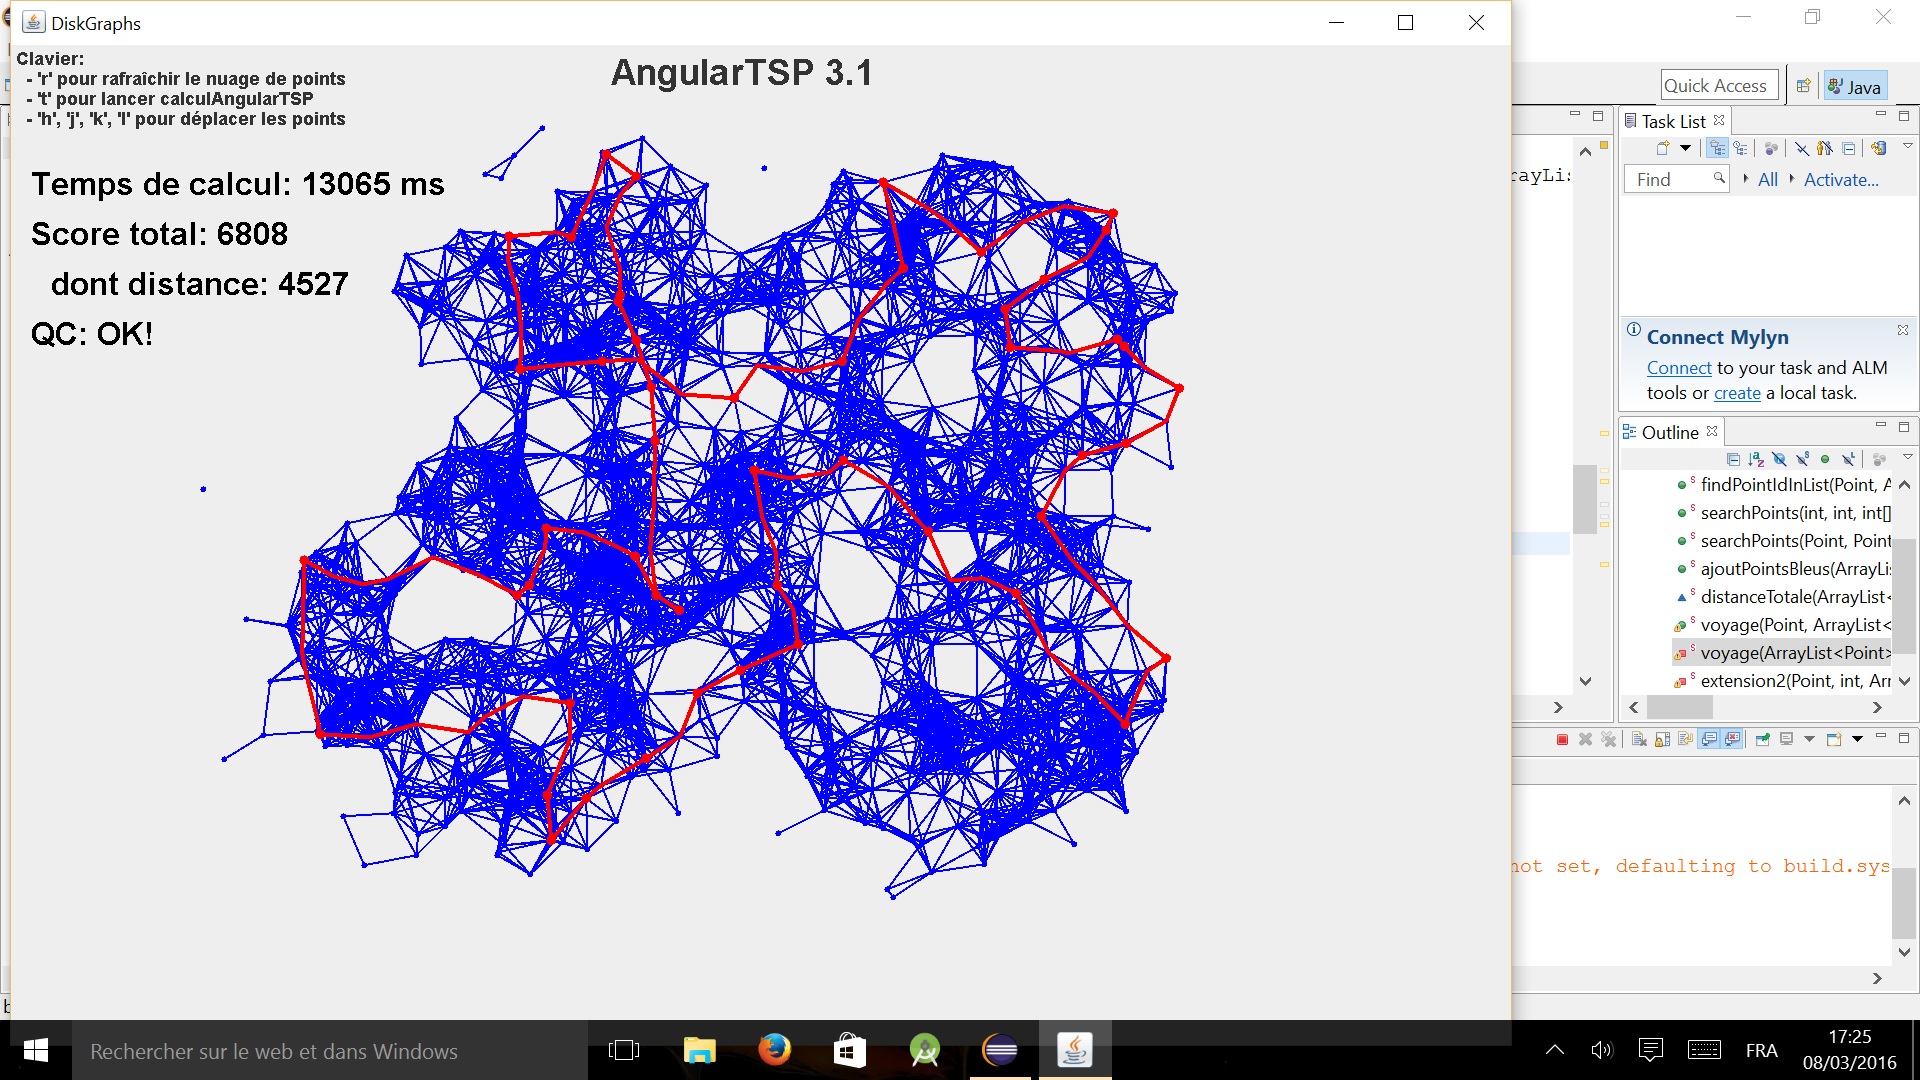 DiskGraphs
Clavier:
- 'r' pour rafraîchir le nuage de points
- 't' pour lancer calculAngularTSP
- 'h', 'j', 'k', 'l' pour déplacer les points
AngularTSP 3.1
Temps de calcul: 13065 ms
Score total: 6808
dont distance: 4527
QC: OK!
Quick Access
Java
Task List
Find
All
Activate...
Connect Mylyn
Connect to your task and ALM
tools or create a local task.
Outline
findPointIdInList(Point, A
searchPoints(int, int, int[]
searchPoints(Point, Point
ajoutPointsBleus(ArrayLi
distanceTotale(ArrayList<
voyage(Point, ArrayList<
voyage(ArrayList<Point>
extension2(Point, int, Arr
not set, defaulting to build.sys
Rechercher sur le web et dans Windows
FRA
17:25
08/03/2016